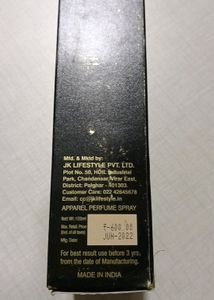 Mfd. & Mktd by:
JK LIFESTYLE PVT. LTD.
Plot No. 50, HDIL Industrial
Park, Chandansar, Virar East,
District: Palghar - 401303.
Customer Care: 022 42645678
Email: cc@jklifestyle.in
APPAREL PERFUME SPRAY
Net Wt. 120ml
Max. Retail Price
(Incl. of all taxes)
Mfg. Date:
₹-600.00
JUN-2022
For best result use before 3 yrs.
from the date of Manufacturing.
MADE IN INDIA